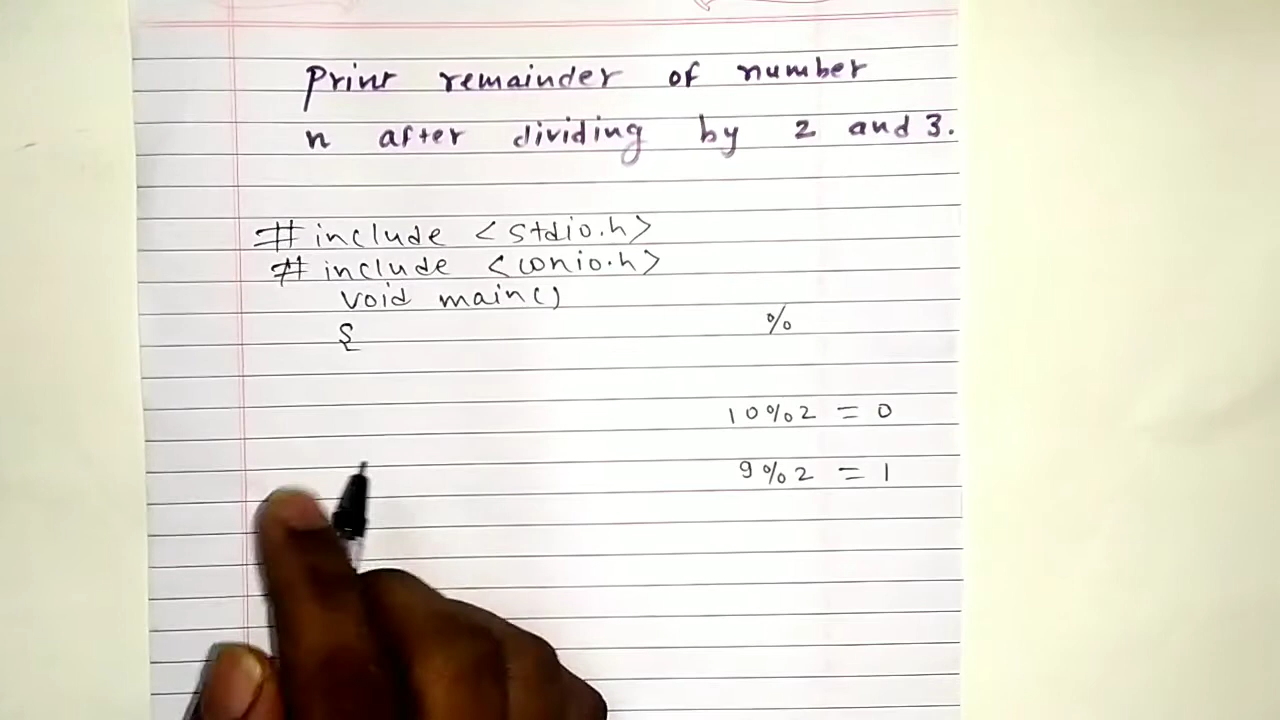 Print remainder of number
n after dividing by 2 and 3.
# include <stdio.h>
# include <conio.h>
void main()
{
%
10%2 = 0
9%2 = 1